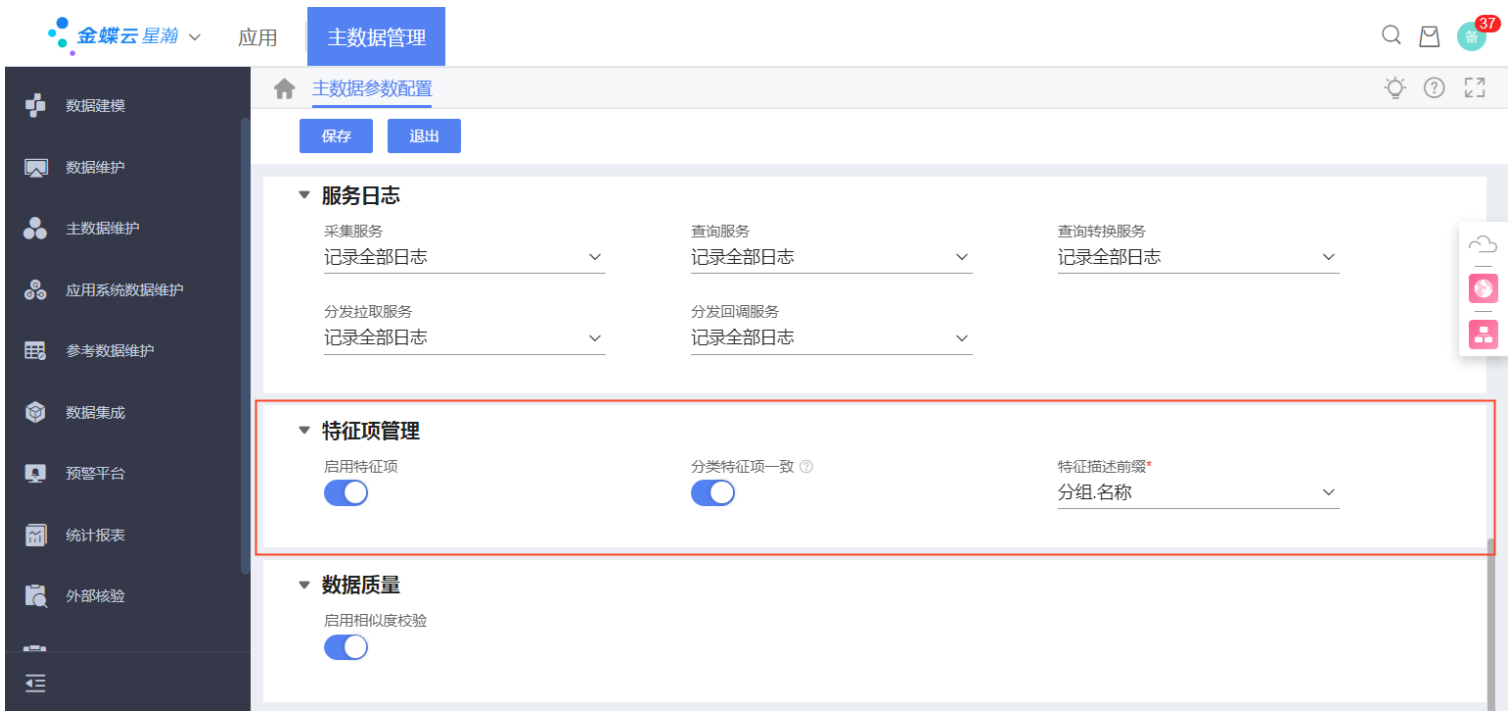 金蝶云星瀚 应用 主数据管理 备 37
主数据参数配置
保存 退出
数据建模
数据维护
主数据维护
应用系统数据维护
参考数据维护
数据集成
预警平台
统计报表
外部核验
服务日志
采集服务 查询服务 查询转换服务
记录全部日志 记录全部日志 记录全部日志
分发拉取服务 分发回调服务
记录全部日志 记录全部日志
特征项管理
启用特征项 分类特征项一致 特征描述前缀*
分组.名称
数据质量
启用相似度校验